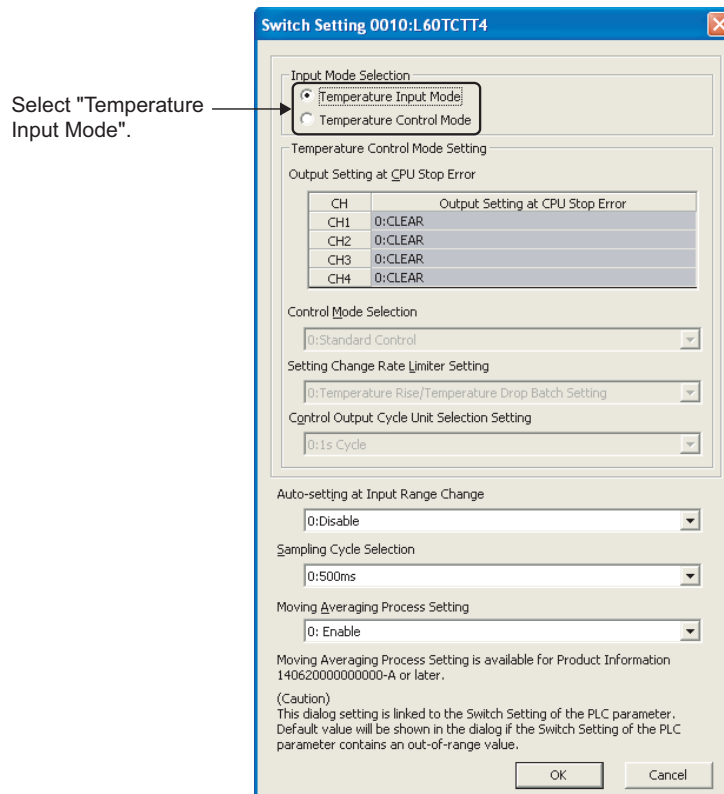 Switch Setting 0010:L60TCTT4
Input Mode Selection
Select "Temperature
Input Mode".
Temperature Input Mode
Temperature Control Mode
Temperature Control Mode Setting
Output Setting at CPU Stop Error
CH Output Setting at CPU Stop Error
CH1 0:CLEAR
CH2 0:CLEAR
CH3 0:CLEAR
CH4 0:CLEAR
Control Mode Selection
0:Standard Control
Setting Change Rate Limiter Setting
0:Temperature Rise/Temperature Drop Batch Setting
Control Output Cycle Unit Selection Setting
0:1s Cycle
Auto-setting at Input Range Change
0:Disable
Sampling Cycle Selection
0:500ms
Moving Averaging Process Setting
0: Enable
Moving Averaging Process Setting is available for Product Information
140620000000000-A or later.
(Caution)
This dialog setting is linked to the Switch Setting of the PLC parameter.
Default value will be shown in the dialog if the Switch Setting of the PLC
parameter contains an out-of-range value.
OK Cancel